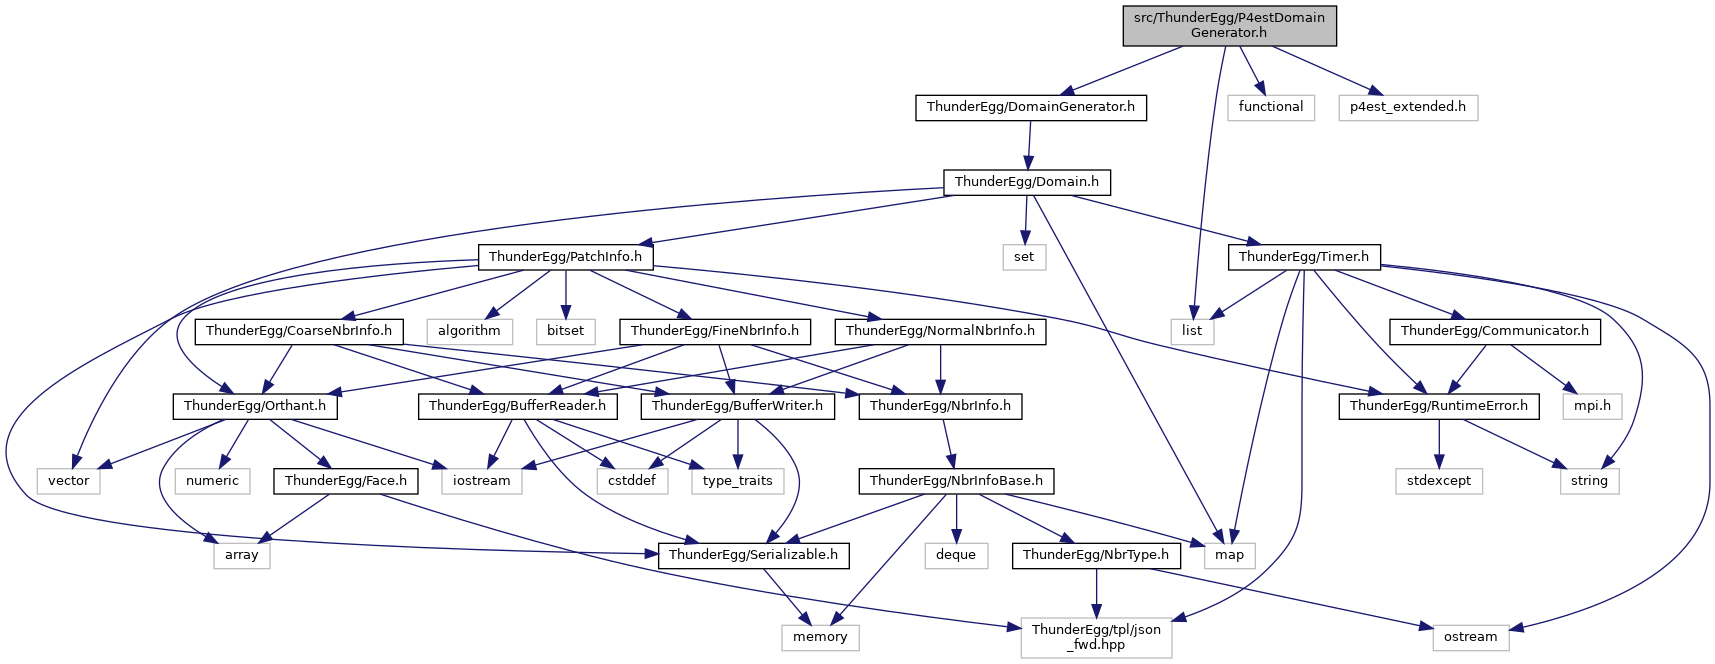 src/ThunderEgg/P4estDomain
Generator.h
ThunderEgg/DomainGenerator.h
functional
p4est_extended.h
ThunderEgg/Domain.h
ThunderEgg/PatchInfo.h
set
ThunderEgg/Timer.h
ThunderEgg/CoarseNbrInfo.h
algorithm
bitset
ThunderEgg/FineNbrInfo.h
ThunderEgg/NormalNbrInfo.h
list
ThunderEgg/Communicator.h
ThunderEgg/Orthant.h
ThunderEgg/BufferReader.h
ThunderEgg/BufferWriter.h
ThunderEgg/NbrInfo.h
ThunderEgg/RuntimeError.h
mpi.h
vector
numeric
ThunderEgg/Face.h
iostream
cstddef
type_traits
ThunderEgg/NbrInfoBase.h
stdexcept
string
array
ThunderEgg/Serializable.h
deque
ThunderEgg/NbrType.h
map
memory
ThunderEgg/tpl/json
_fwd.hpp
ostream